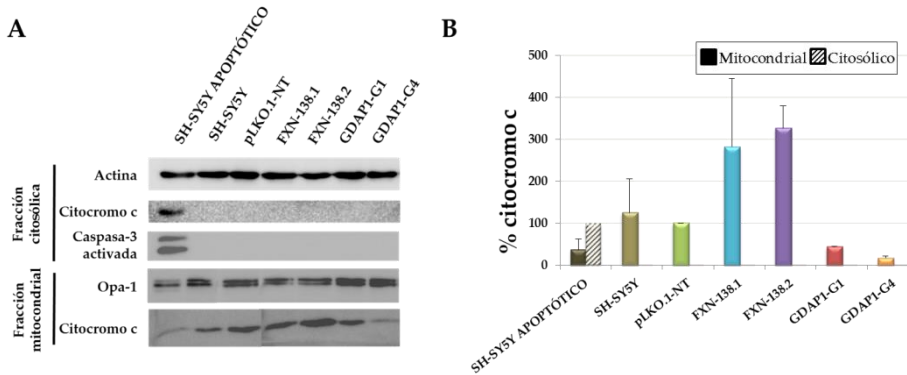 A
SH-SY5Y APOPTÓTICO
SH-SY5Y
pLKO.1-NT
FXN-138.1
FXN-138.2
GDAP1-G1
GDAP1-G4
Fracción
citosólica
Actina
Citocromo c
Caspasa-3
activada
Fracción
mitocondrial
Opa-1
Citocromo c
B
Mitocondrial
Citosólico
% citocromo c
500
400
300
200
100
0
SH-SY5Y APOPTÓTICO
SH-SY5Y
pLKO.1-NT
FXN-138.1
FXN-138.2
GDAP1-G1
GDAP1-G4